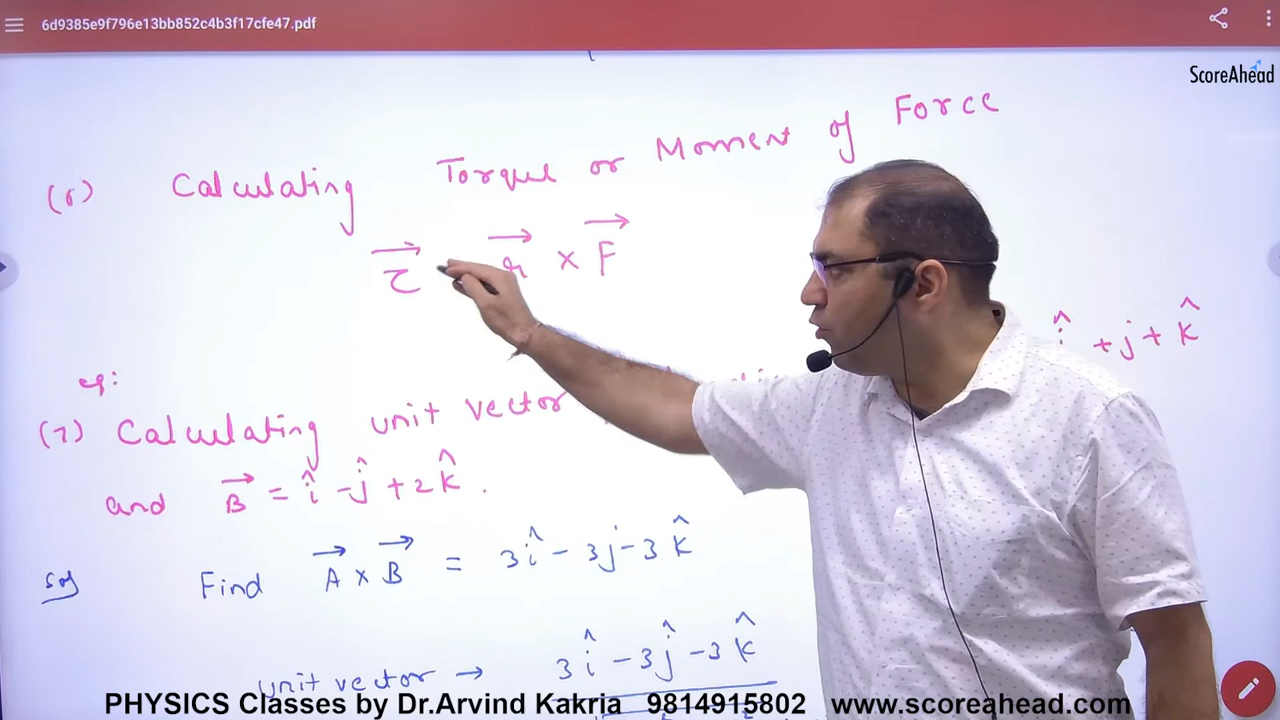 6d9385e9f796e13bb852c4b3f17cfe47.pdf
ScoreAhead
(6) Calculating Torque or Moment of Force
τ⃗ r⃗ × F⃗
eg:
(7) Calculating unit vector î + j + k̂
and B⃗ = î - ĵ + 2k̂.
Sol Find A⃗ × B⃗ = 3î - 3j - 3k̂
unit vector → 3î - 3ĵ - 3k̂
PHYSICS Classes by Dr.Arvind Kakria 9814915802 www.scoreahead.com